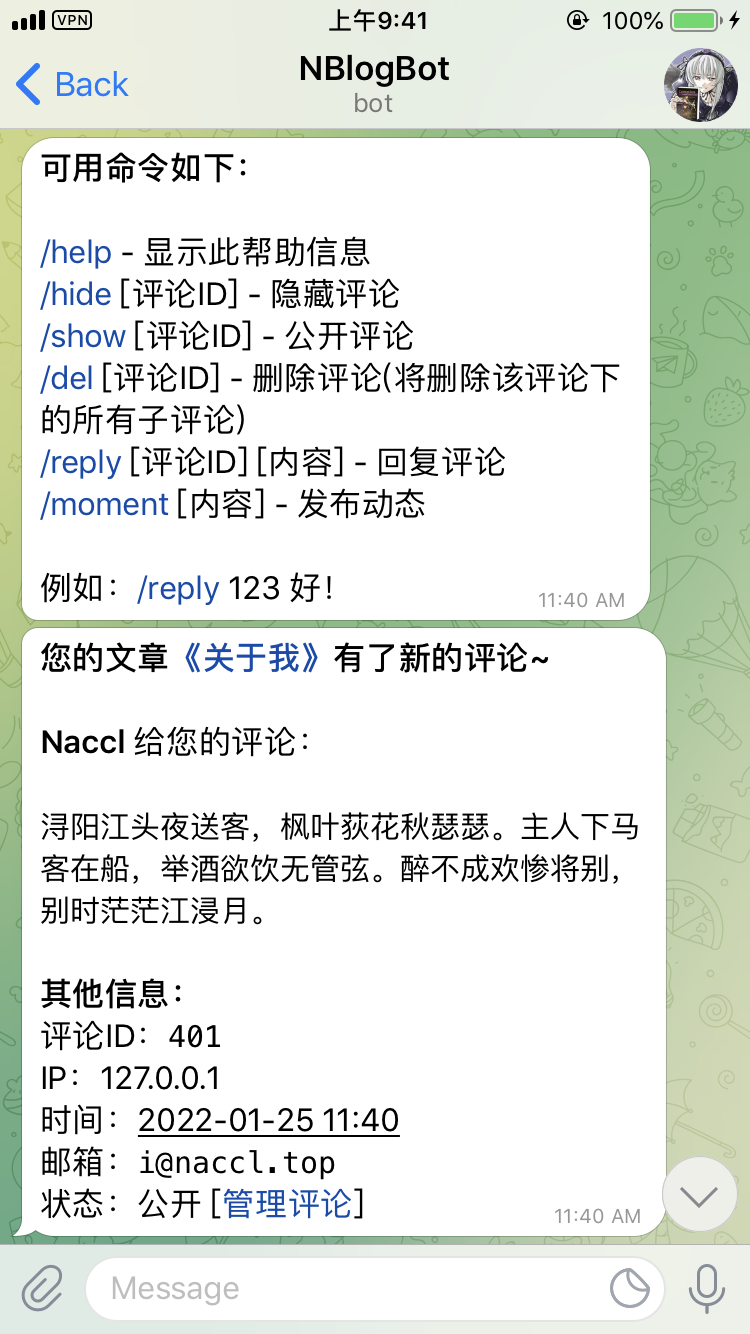 VPN 上午9:41 100%
Back
NBlogBot
bot
可用命令如下：
/help - 显示此帮助信息
/hide [评论ID] - 隐藏评论
/show [评论ID] - 公开评论
/del [评论ID] - 删除评论(将删除该评论下
的所有子评论)
/reply [评论ID] [内容] - 回复评论
/moment [内容] - 发布动态
例如：/reply 123 好！
11:40 AM
您的文章《关于我》有了新的评论~
Naccl 给您的评论：
浔阳江头夜送客，枫叶荻花秋瑟瑟。主人下马
客在船，举酒欲饮无管弦。醉不成欢惨将别，
别时茫茫江浸月。
其他信息：
评论ID：401
IP：127.0.0.1
时间：2022-01-25 11:40
邮箱：i@naccl.top
状态：公开 [管理评论]
11:40 AM
Message